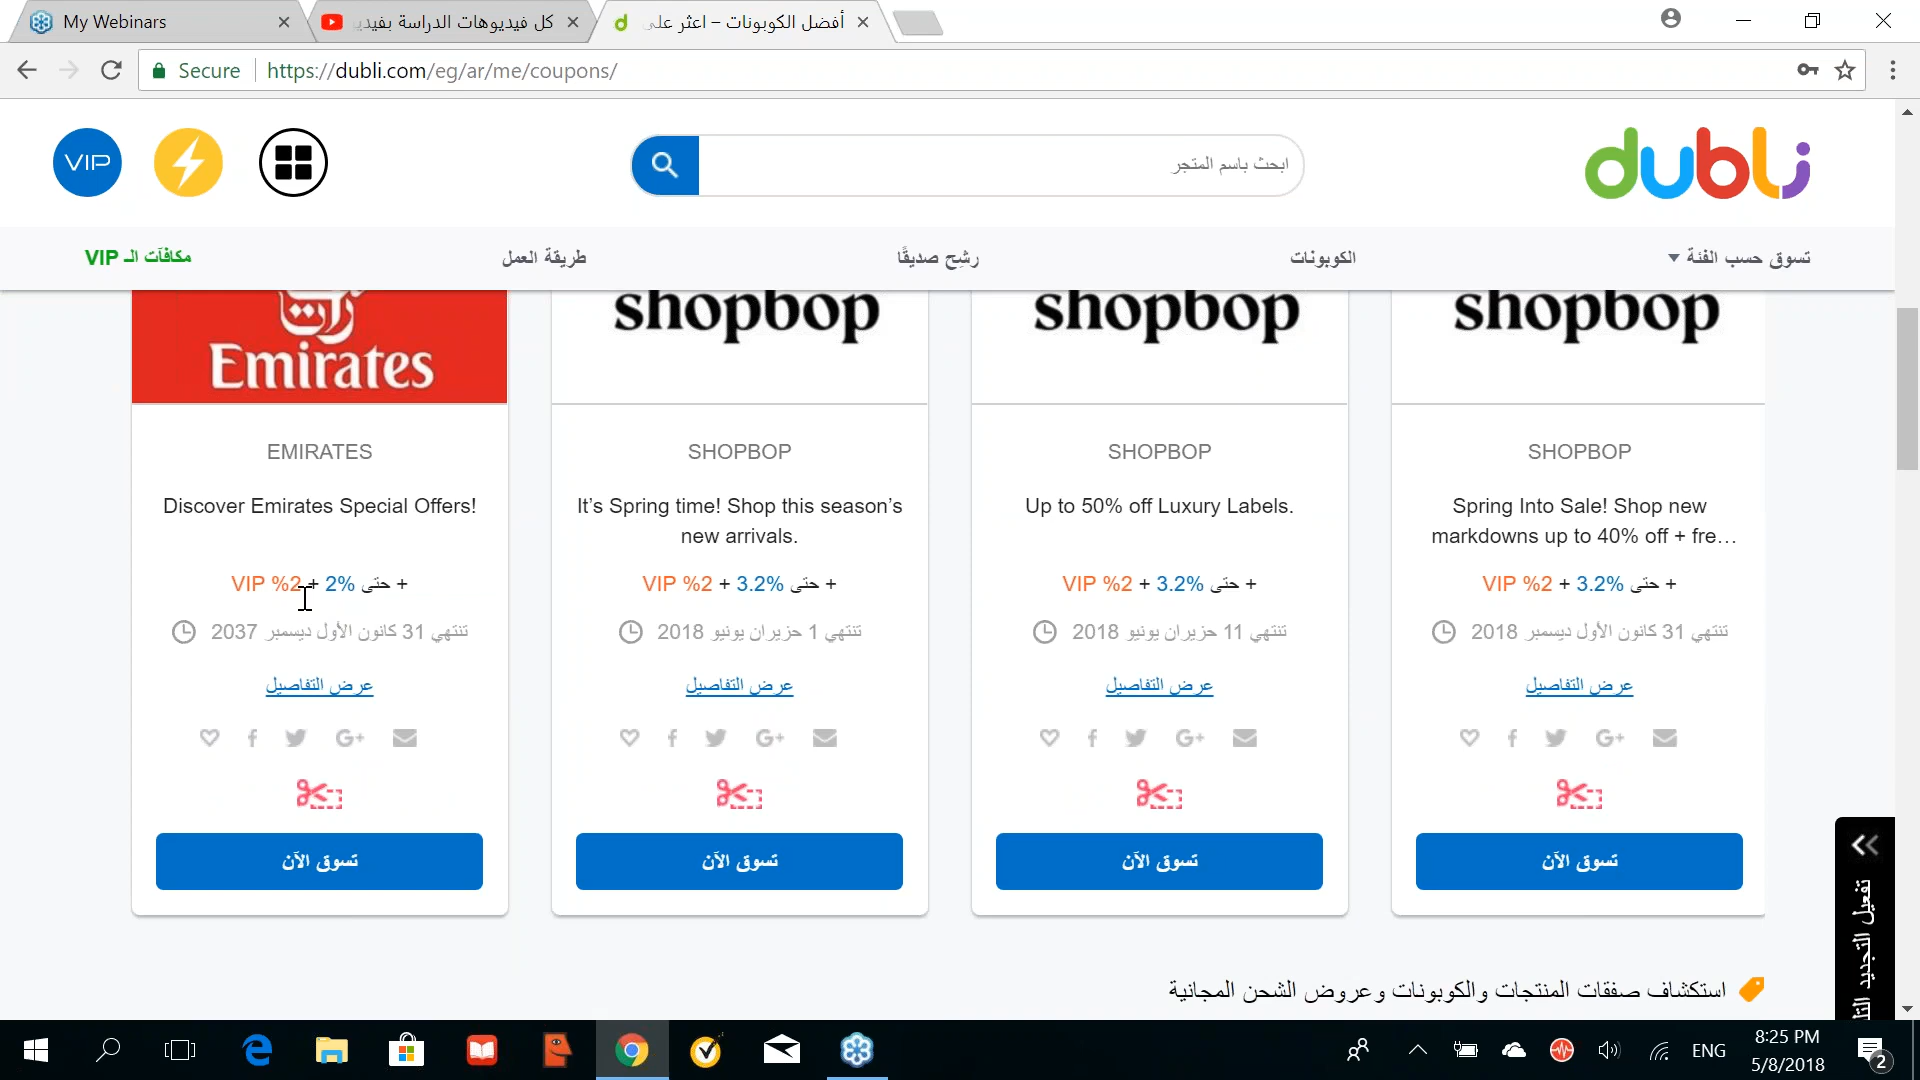 My Webinars
كل فيديوهات الدراسة بفيديـ
أفضل الكوبونات – اعثر على
Secure
https://dubli.com/eg/ar/me/coupons/
VIP
ابحث باسم المتجر
dubli
تسوق حسب الفئة
الكوبونات
رشِح صديقًا
طريقة العمل
مكافآت الـ VIP
Emirates
shopbop
shopbop
shopbop
EMIRATES
Discover Emirates Special Offers!
+ حتى 2% + 2% VIP
تنتهي 31 كانون الأول ديسمبر 2037
عرض التفاصيل
تسوق الآن
SHOPBOP
It’s Spring time! Shop this season’s
new arrivals.
+ حتى 3.2% + 2% VIP
تنتهي 1 حزيران يونيو 2018
عرض التفاصيل
تسوق الآن
SHOPBOP
Up to 50% off Luxury Labels.
+ حتى 3.2% + 2% VIP
تنتهي 11 حزيران يونيو 2018
عرض التفاصيل
تسوق الآن
SHOPBOP
Spring Into Sale! Shop new
markdowns up to 40% off + fre...
+ حتى 3.2% + 2% VIP
تنتهي 31 كانون الأول ديسمبر 2018
عرض التفاصيل
تسوق الآن
تفعيل التجديد
استكشاف صفقات المنتجات والكوبونات وعروض الشحن المجانية
ENG
8:25 PM
5/8/2018
2